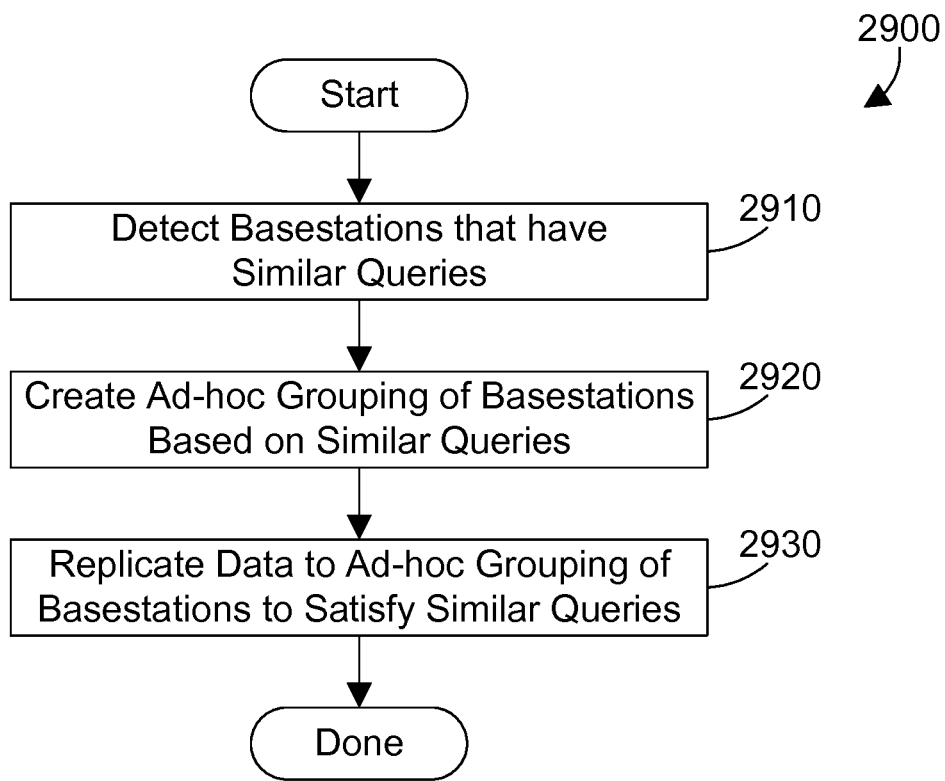 2900
Start
Detect Basestations that have
Similar Queries
2910
Create Ad-hoc Grouping of Basestations
Based on Similar Queries
2920
Replicate Data to Ad-hoc Grouping of
Basestations to Satisfy Similar Queries
2930
Done